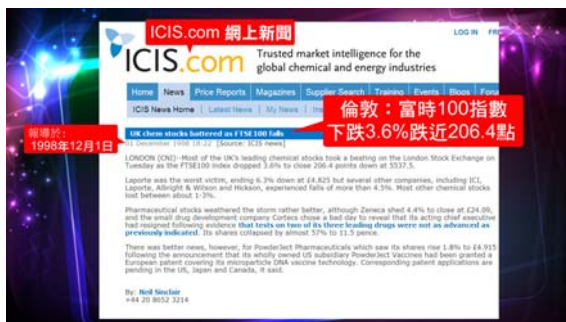 ICIS.com 網上新聞
LOG IN
ICIS.com
Trusted market intelligence for the
global chemical and energy industries
Home News Price Reports Magazines Supplier Search Training Events Blogs
ICIS News Home | Latest News | My News |
倫敦：富時100指數
下跌3.6%跌近206.4點
報導於:
1998年12月1日
UK chem stocks battered as FTSE100 falls
01 December 1998 18:22 [Source: ICIS news]
LONDON (CNI)--Most of the UK's leading chemical stocks took a beating on the London Stock Exchange on
Tuesday as the FTSE100 index dropped 3.6% to close 206.4 points down at 5537.5.
Laporte was the worst victim, ending 6.3% down at £4.825 but several other companies, including ICI,
Laporte, Albright & Wilson and Hickson, experienced falls of more than 4.5%. Most other chemical stocks
lost between about 1-3%.
Pharmaceutical stocks weathered the storm rather better, although Zeneca shed 4.4% to close at £24.09,
and the small drug development company Cortecs chose a bad day to reveal that its acting chief executive
had resigned following evidence that tests on two of its three leading drugs were not as advanced as
previously indicated. Its shares collapsed by almost 57% to 11.5 pence.
There was better news, however, for PowderJect Pharmaceuticals which saw its shares rise 1.8% to £4.915
following the announcement that its wholly owned US subsidiary PowderJect Vaccines had been granted a
European patent covering its microparticle DNA vaccine technology. Corresponding patent applications are
pending in the US, Japan and Canada, it said.
By: Neil Sinclair
+44 20 8652 3214